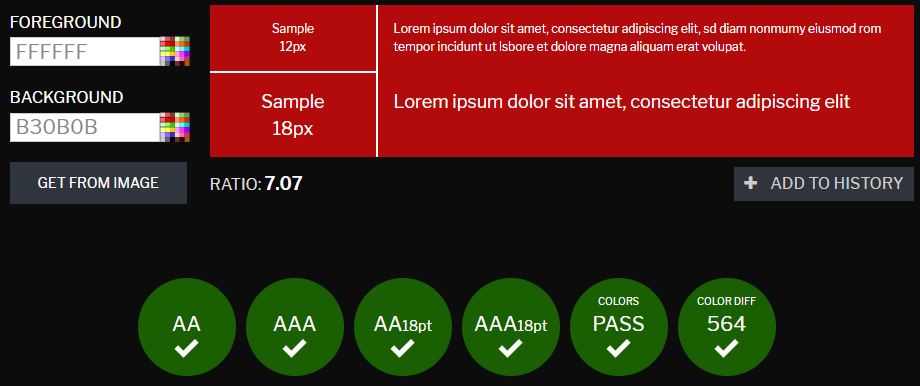 FOREGROUND
FFFFFF
BACKGROUND
B30B0B
GET FROM IMAGE
Sample
12px
Lorem ipsum dolor sit amet, consectetur adipiscing elit, sd diam nonmumy eiusmod rom
tempor incidunt ut lsbore et dolore magna aliquam erat volupat.
Sample
18px
Lorem ipsum dolor sit amet, consectetur adipiscing elit
RATIO: 7.07
ADD TO HISTORY
AA
AAA
AA18pt
AAA18pt
COLORS
PASS
COLOR DIFF
564